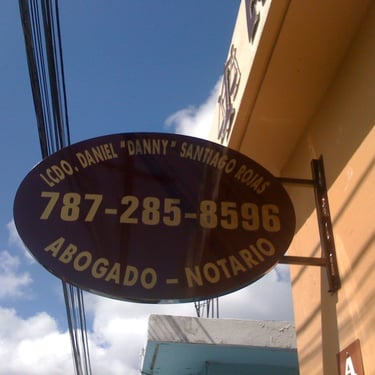 LCDO. DANIEL "DANNY" SANTIAGO ROJAS
787-285-8596
ABOGADO - NOTARIO
A